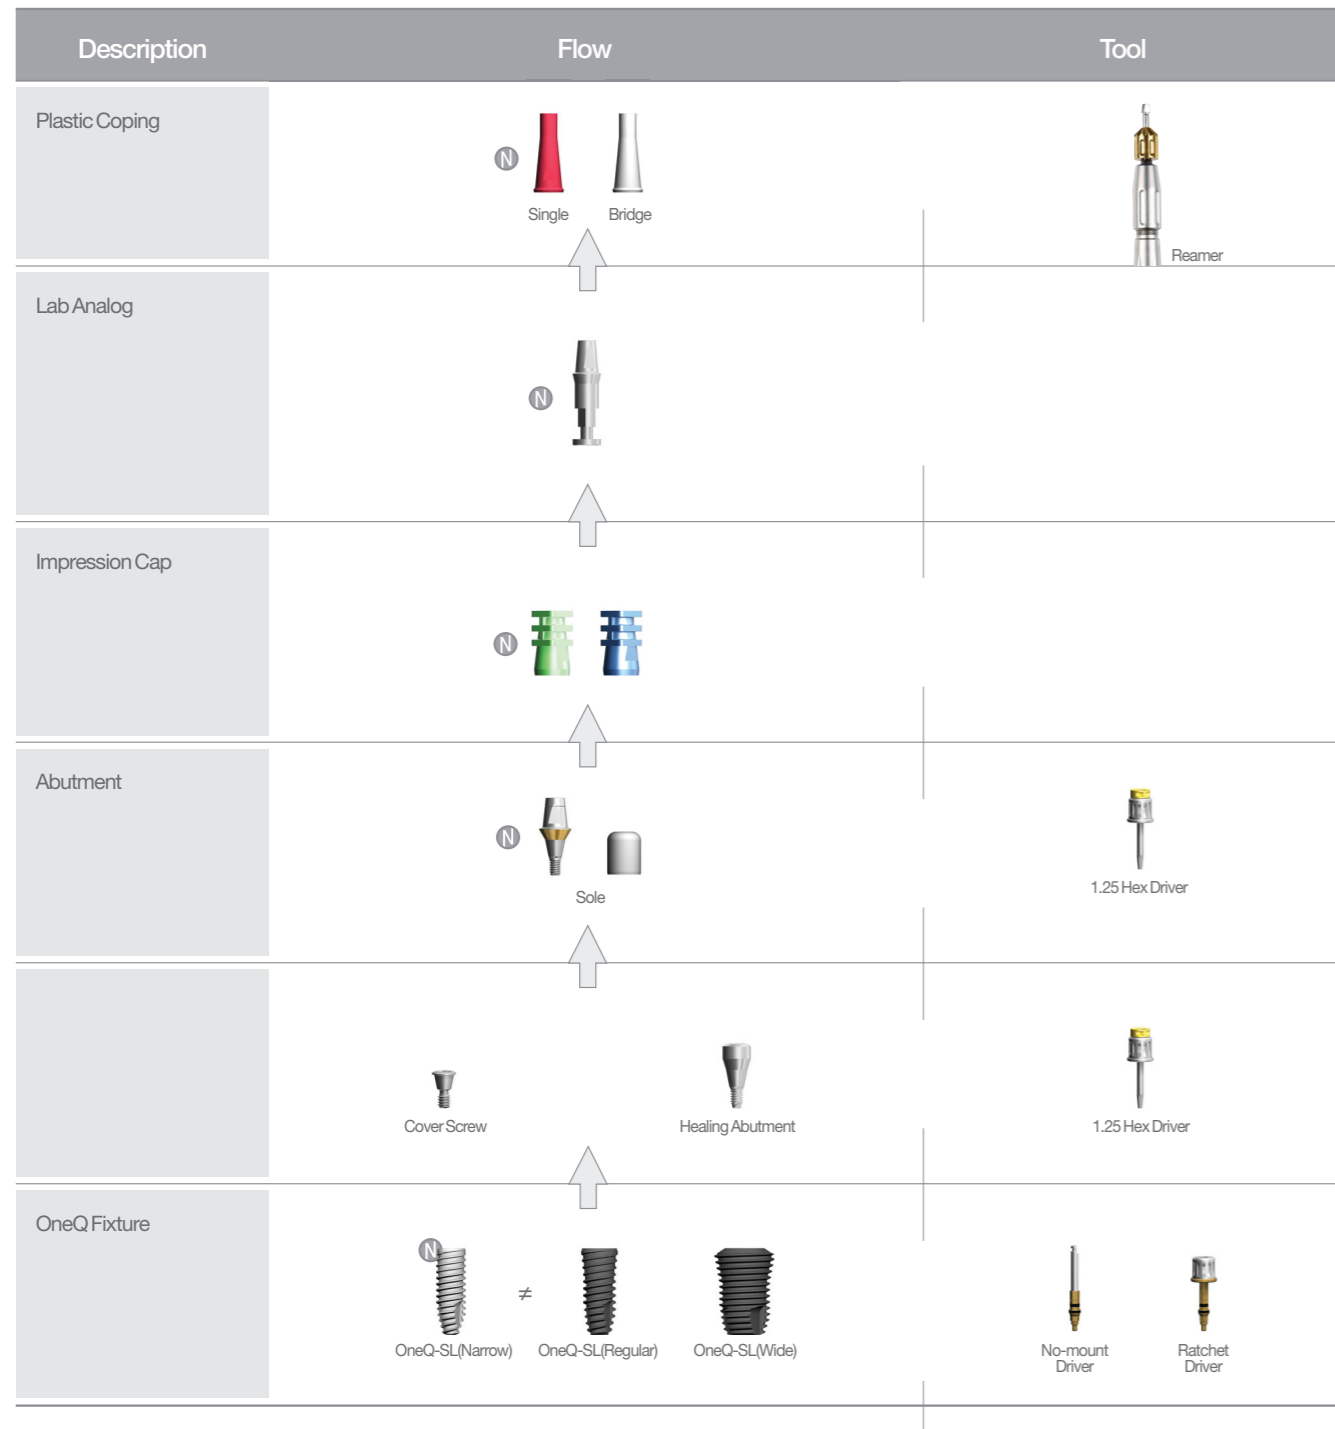 Description Flow Tool
Plastic Coping
N
Single Bridge
Reamer
Lab Analog
N
Impression Cap
N
Abutment
N
Sole
1.25 Hex Driver
Cover Screw Healing Abutment 1.25 Hex Driver
OneQ Fixture
N
≠
OneQ-SL(Narrow) OneQ-SL(Regular) OneQ-SL(Wide)
No-mount
Driver
Ratchet
Driver